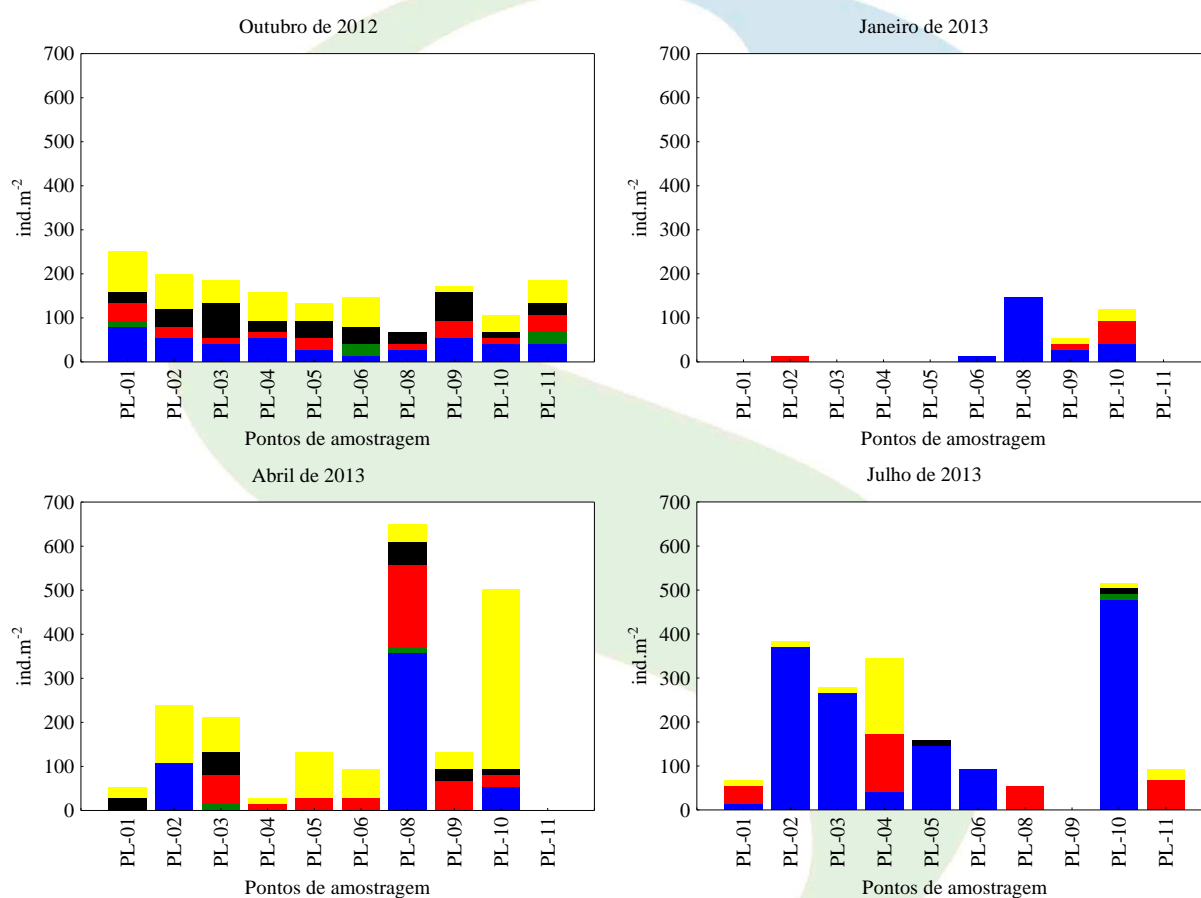 Outubro de 2012
700
600
500
400
300
200
100
0
ind.m-2
PL-01
PL-02
PL-03
PL-04
PL-05
PL-06
PL-08
PL-09
PL-10
PL-11
Pontos de amostragem
Janeiro de 2013
700
600
500
400
300
200
100
0
ind.m-2
PL-01
PL-02
PL-03
PL-04
PL-05
PL-06
PL-08
PL-09
PL-10
PL-11
Pontos de amostragem
Abril de 2013
700
600
500
400
300
200
100
0
ind.m-2
PL-01
PL-02
PL-03
PL-04
PL-05
PL-06
PL-08
PL-09
PL-10
PL-11
Pontos de amostragem
Julho de 2013
700
600
500
400
300
200
100
0
ind.m-2
PL-01
PL-02
PL-03
PL-04
PL-05
PL-06
PL-08
PL-09
PL-10
PL-11
Pontos de amostragem